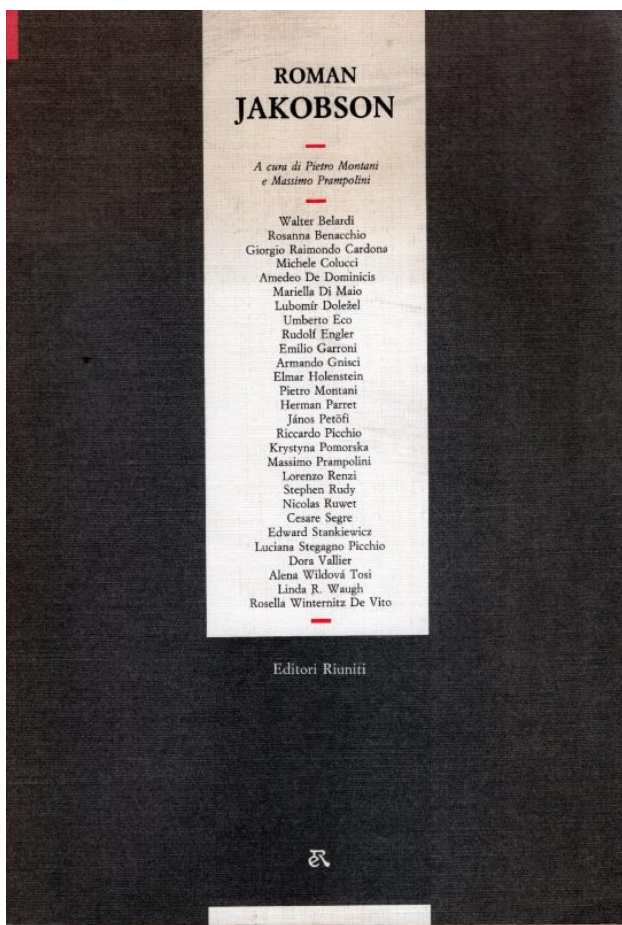 ROMAN
JAKOBSON
A cura di Pietro Montani
e Massimo Prampolini
Walter Belardi
Rosanna Benacchio
Giorgio Raimondo Cardona
Michele Colucci
Amedeo De Dominicis
Mariella Di Maio
Lubomír Doležel
Umberto Eco
Rudolf Engler
Emilio Garroni
Armando Gnisci
Elmar Holenstein
Pietro Montani
Herman Parret
János Petöfi
Riccardo Picchio
Krystyna Pomorska
Massimo Prampolini
Lorenzo Renzi
Stephen Rudy
Nicolas Ruwet
Cesare Segre
Edward Stankiewicz
Luciana Stegagno Picchio
Dora Vallier
Alena Wildová Tosi
Linda R. Waugh
Rosella Winternitz De Vito
Editori Riuniti